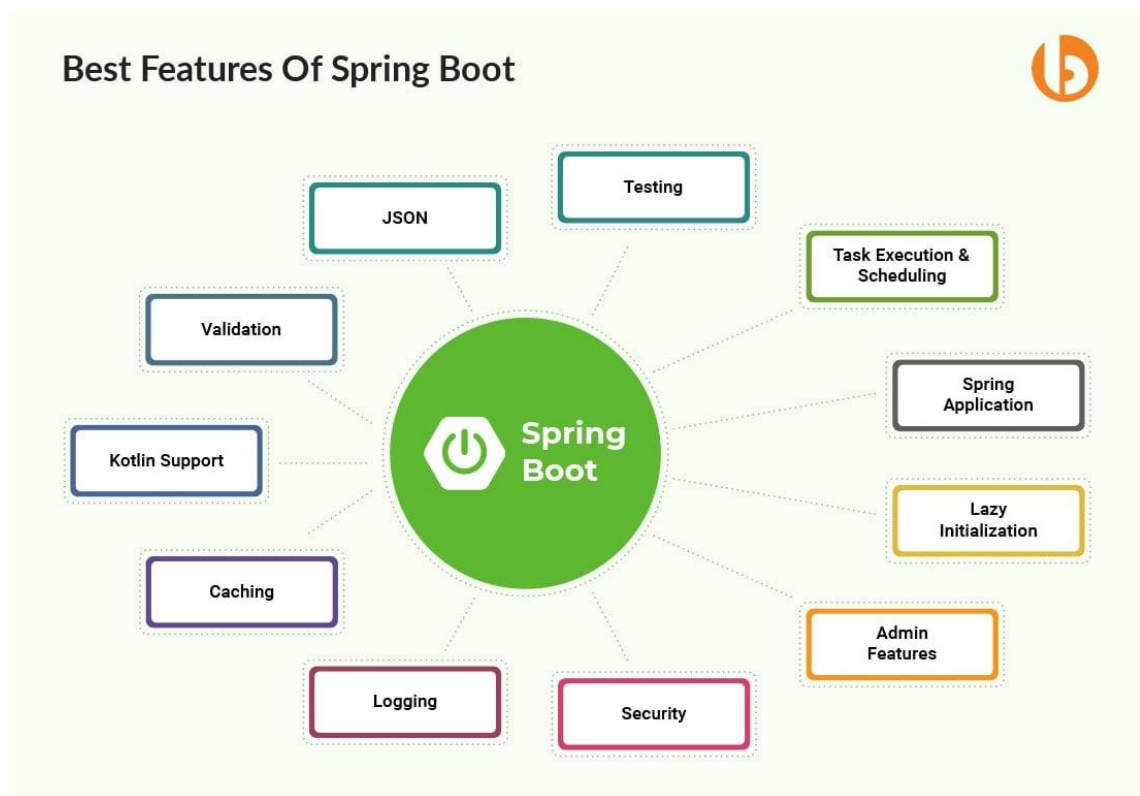 Best Features Of Spring Boot
Testing
JSON
Task Execution &
Scheduling
Validation
Spring
Application
Spring
Boot
Kotlin Support
Lazy
Initialization
Caching
Admin
Features
Logging
Security